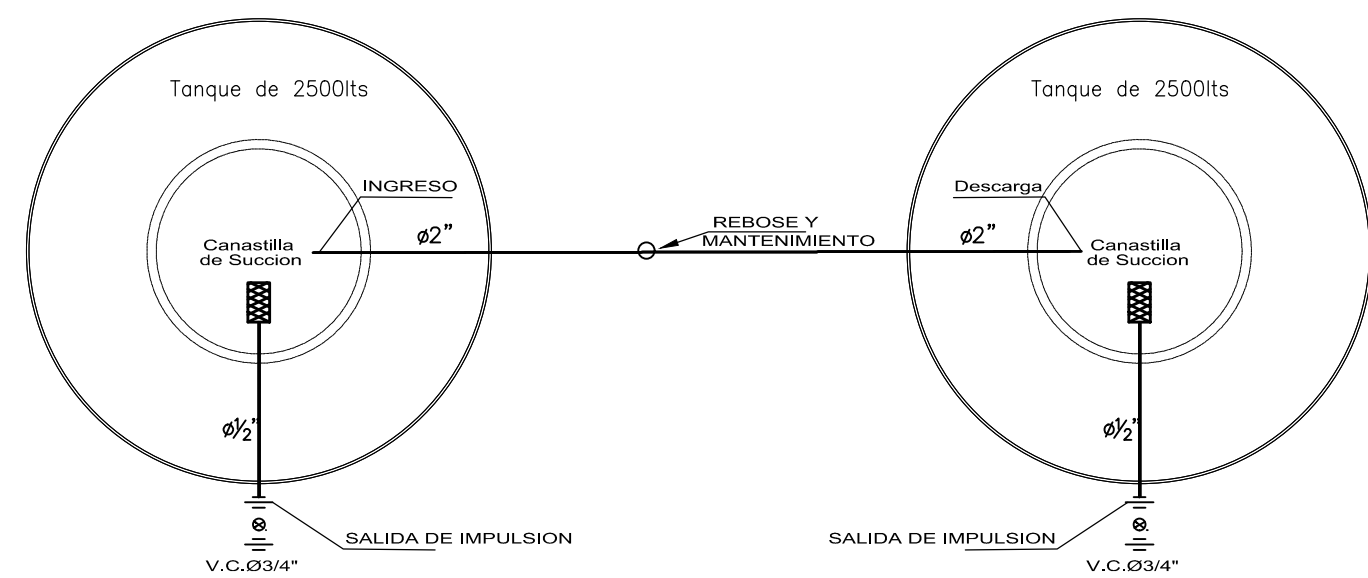 Tanque de 2500lts
Tanque de 2500lts
INGRESO
Descarga
REBOSE Y
MANTENIMIENTO
ø2"
ø2"
Canastilla
de Succion
Canastilla
de Succion
ø1/2"
ø1/2"
SALIDA DE IMPULSION
SALIDA DE IMPULSION
V.C.Ø3/4"
V.C.Ø3/4"